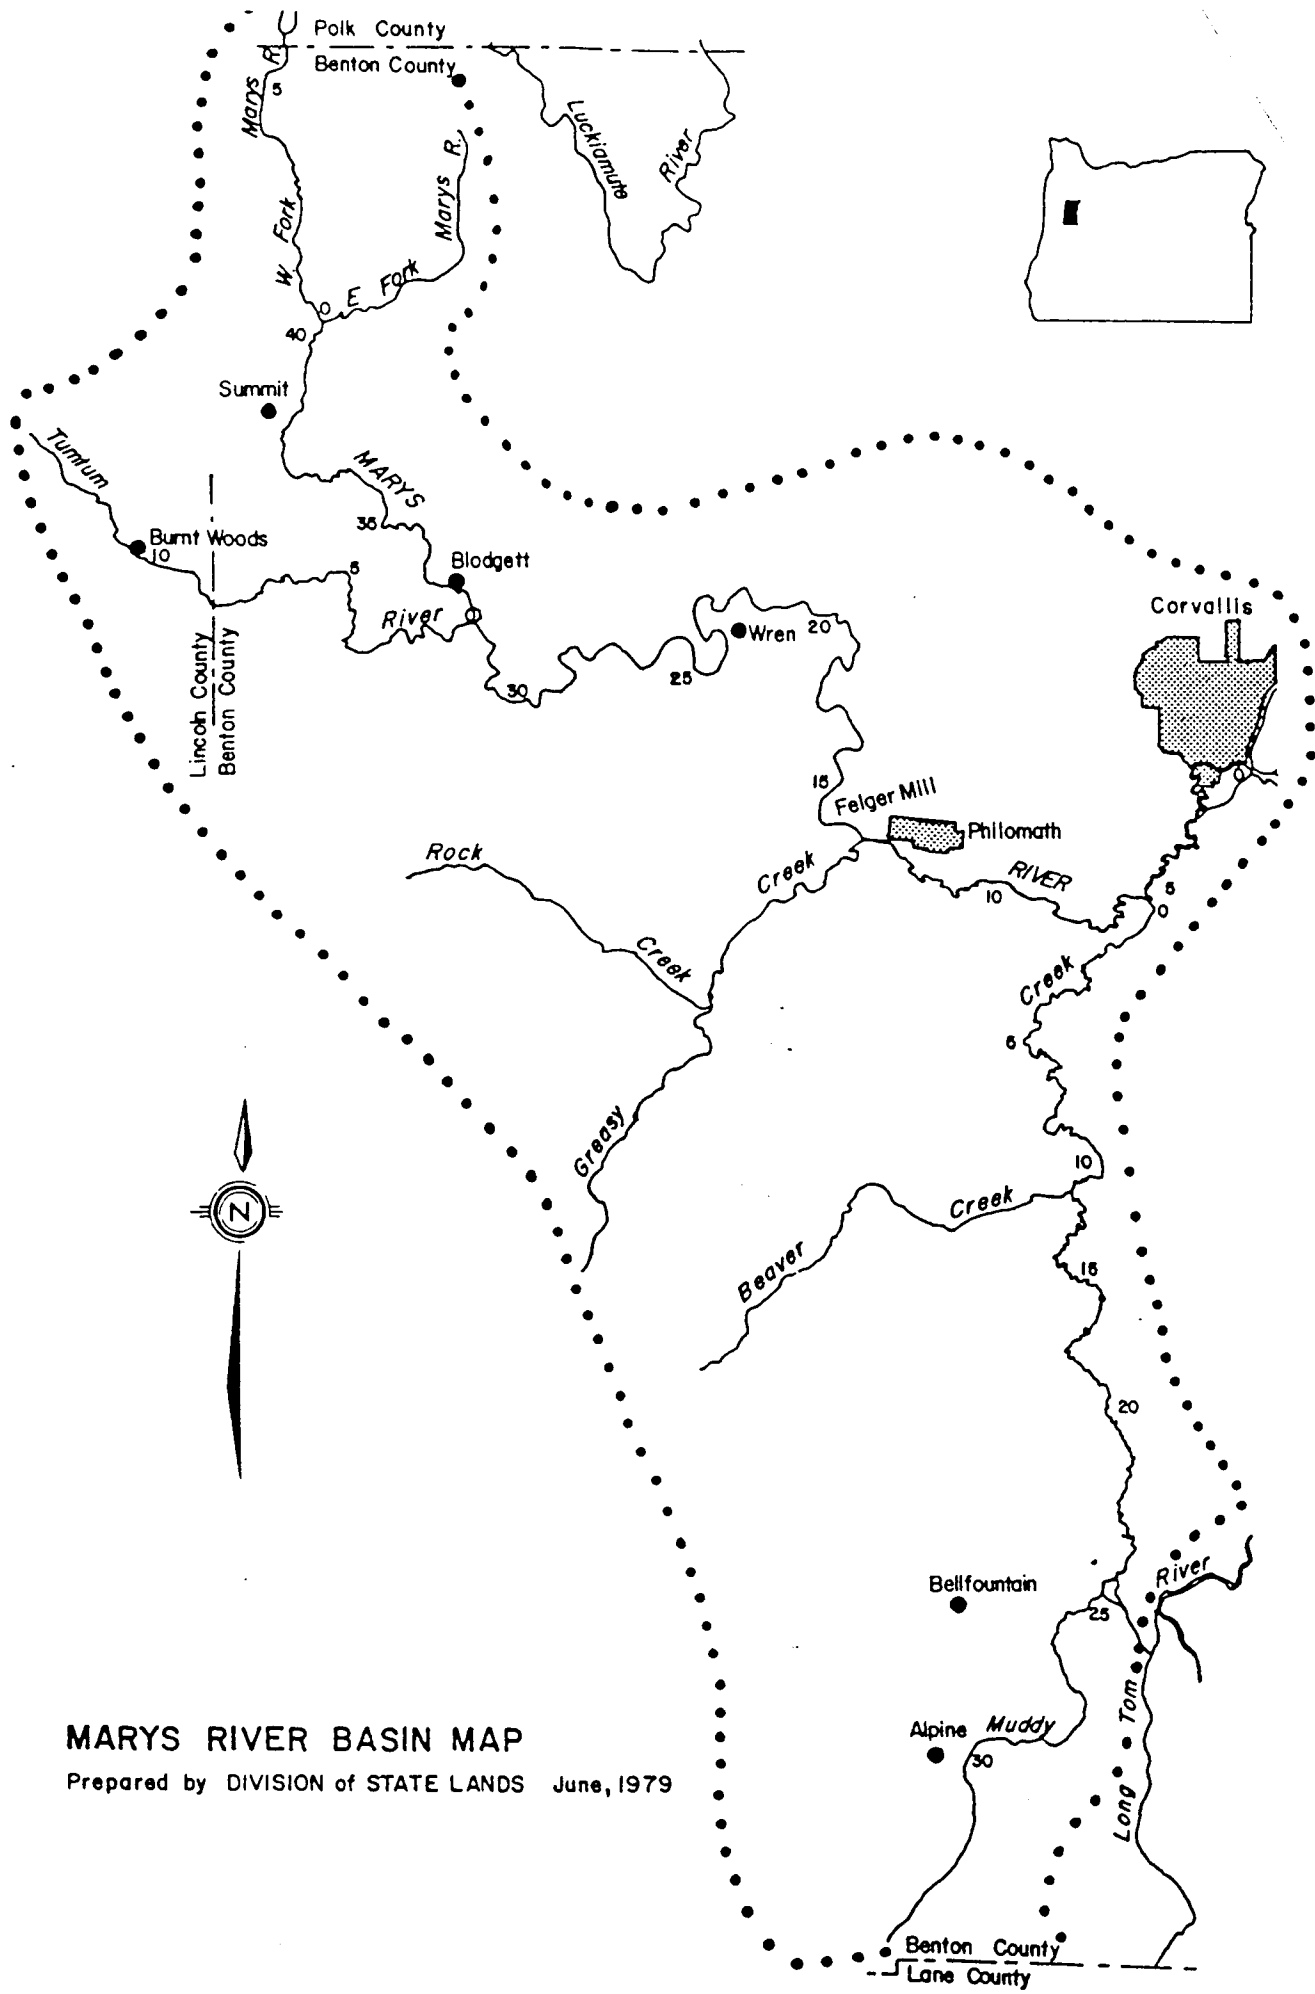 Polk County
Benton County
Marys R.
5
W. Fork
0
E Fork
Marys R.
Luckiamute
River
40
Summit
Tumtum
MARYS
35
Burnt Woods
10
5
Blodgett
River
0
Lincoln County
Benton County
30
25
Wren
20
Corvallis
0
15
Felger Mill
Philomath
RIVER
10
5
0
Rock
Creek
Creek
Creek
5
Greasy
10
Creek
Beaver
15
20
Bellfountain
River
25
Long Tom
Alpine
Muddy
30
N
MARYS RIVER BASIN MAP
Prepared by DIVISION of STATE LANDS June, 1979
Benton County
Lane County